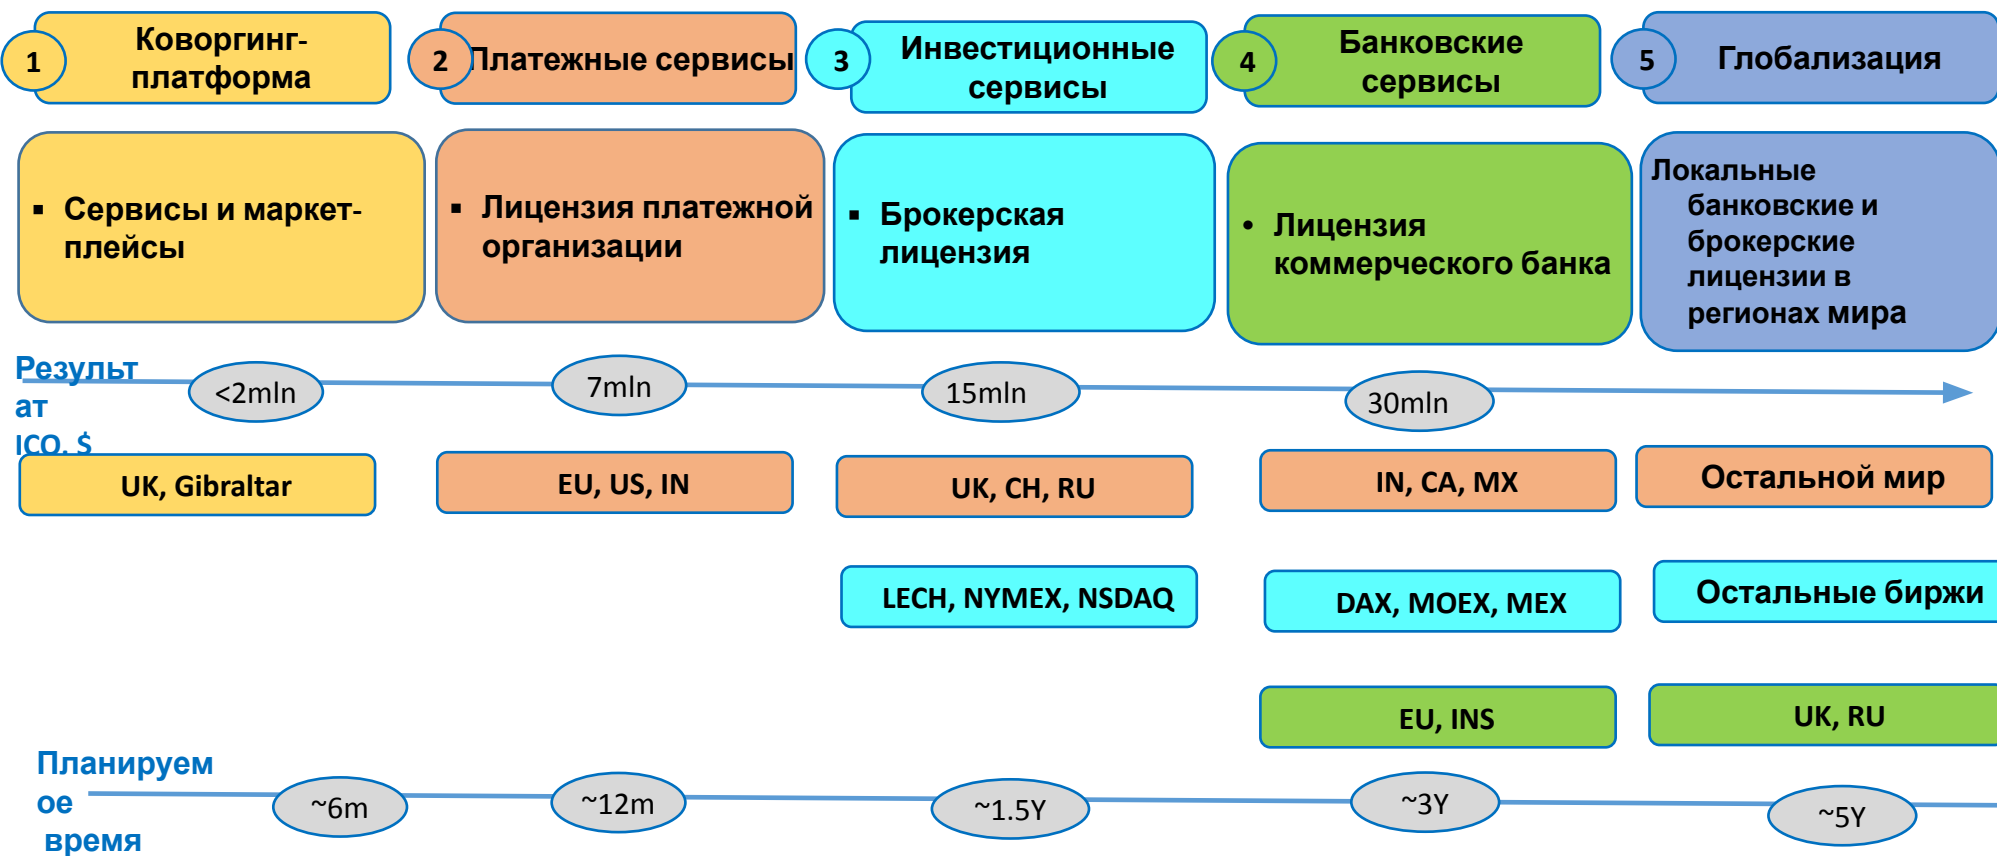 1
Коворгинг-
платформа
2
Платежные сервисы
3
Инвестиционные
сервисы
4
Банковские
сервисы
5
Глобализация
▪ Сервисы и маркет-
плейсы
▪ Лицензия платежной
организации
▪ Брокерская
лицензия
• Лицензия
коммерческого банка
Локальные
банковские и
брокерские
лицензии в
регионах мира
Результ
ат
ICO, $
<2mln
7mln
15mln
30mln
UK, Gibraltar
EU, US, IN
UK, CH, RU
IN, CA, MX
Остальной мир
LECH, NYMEX, NSDAQ
DAX, MOEX, MEX
Остальные биржи
EU, INS
UK, RU
Планируем
ое
время
~6m
~12m
~1.5Y
~3Y
~5Y